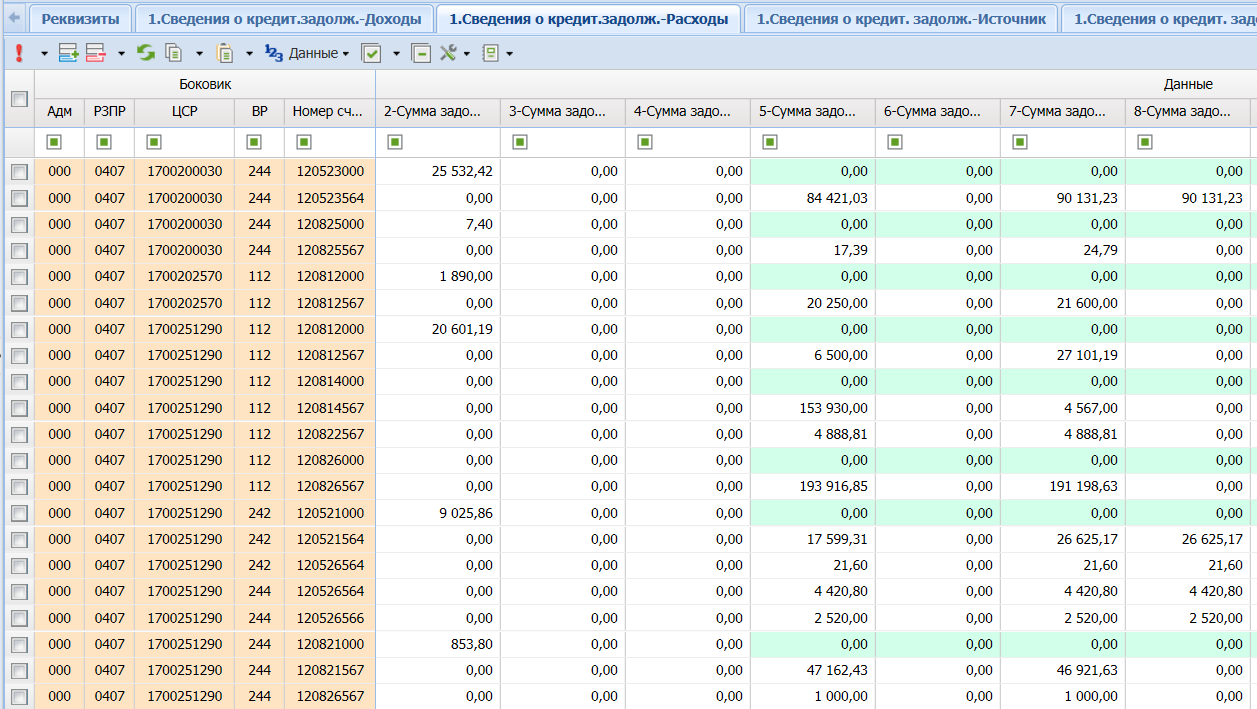 Реквизиты 1.Сведения о кредит.задолж.-Доходы 1.Сведения о кредит.задолж.-Расходы 1.Сведения о кредит. задолж.-Источник 1.Сведения о кредит. зад
123 Данные
Боковик Данные
Адм РЗПР ЦСР ВР Номер сч... 2-Сумма задо... 3-Сумма задо... 4-Сумма задо... 5-Сумма задо... 6-Сумма задо... 7-Сумма задо... 8-Сумма задо...
000 0407 1700200030 244 120523000 25 532,42 0,00 0,00 0,00 0,00 0,00 0,00
000 0407 1700200030 244 120523564 0,00 0,00 0,00 84 421,03 0,00 90 131,23 90 131,23
000 0407 1700200030 244 120825000 7,40 0,00 0,00 0,00 0,00 0,00 0,00
000 0407 1700200030 244 120825567 0,00 0,00 0,00 17,39 0,00 24,79 0,00
000 0407 1700202570 112 120812000 1 890,00 0,00 0,00 0,00 0,00 0,00 0,00
000 0407 1700202570 112 120812567 0,00 0,00 0,00 20 250,00 0,00 21 600,00 0,00
000 0407 1700251290 112 120812000 20 601,19 0,00 0,00 0,00 0,00 0,00 0,00
000 0407 1700251290 112 120812567 0,00 0,00 0,00 6 500,00 0,00 27 101,19 0,00
000 0407 1700251290 112 120814000 0,00 0,00 0,00 0,00 0,00 0,00 0,00
000 0407 1700251290 112 120814567 0,00 0,00 0,00 153 930,00 0,00 4 567,00 0,00
000 0407 1700251290 112 120822567 0,00 0,00 0,00 4 888,81 0,00 4 888,81 0,00
000 0407 1700251290 112 120826000 0,00 0,00 0,00 0,00 0,00 0,00 0,00
000 0407 1700251290 112 120826567 0,00 0,00 0,00 193 916,85 0,00 191 198,63 0,00
000 0407 1700251290 242 120521000 9 025,86 0,00 0,00 0,00 0,00 0,00 0,00
000 0407 1700251290 242 120521564 0,00 0,00 0,00 17 599,31 0,00 26 625,17 26 625,17
000 0407 1700251290 242 120526564 0,00 0,00 0,00 21,60 0,00 21,60 21,60
000 0407 1700251290 244 120526564 0,00 0,00 0,00 4 420,80 0,00 4 420,80 4 420,80
000 0407 1700251290 244 120526566 0,00 0,00 0,00 2 520,00 0,00 2 520,00 2 520,00
000 0407 1700251290 244 120821000 853,80 0,00 0,00 0,00 0,00 0,00 0,00
000 0407 1700251290 244 120821567 0,00 0,00 0,00 47 162,43 0,00 46 921,63 0,00
000 0407 1700251290 244 120826567 0,00 0,00 0,00 1 000,00 0,00 1 000,00 0,00